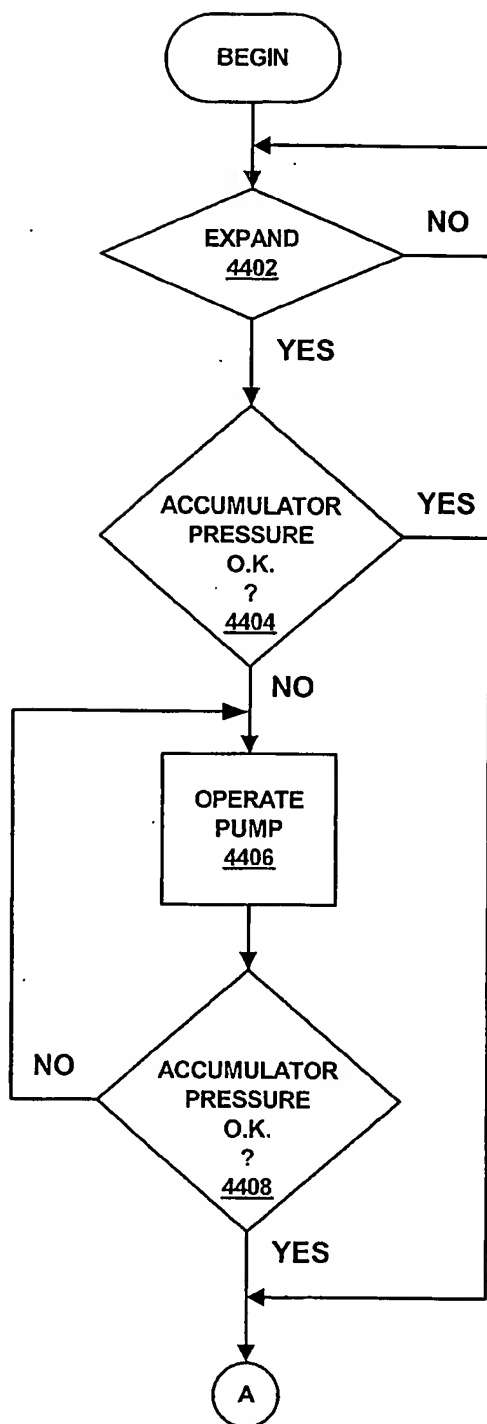 BEGIN
EXPAND
4402
NO
YES
ACCUMULATOR
PRESSURE
O.K.
?
4404
YES
NO
OPERATE
PUMP
4406
NO
ACCUMULATOR
PRESSURE
O.K.
?
4408
YES
A